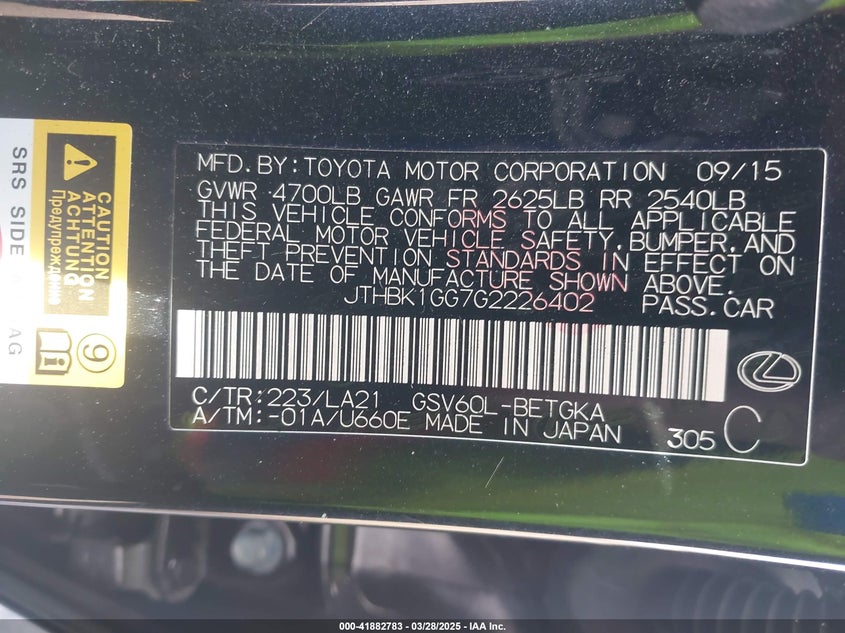 MFD.BY:TOYOTA MOTOR CORPORATION 09/15
GVWR 4700LB GAWR FR 2625LB RR 2540LB
THIS VEHICLE CONFORMS TO ALL APPLICABLE
FEDERAL MOTOR VEHICLE SAFETY,BUMPER,AND
THEFT PREVENTION STANDARDS IN EFFECT ON
THE DATE OF MANUFACTURE SHOWN ABOVE.
JTHBK1GG7G2226402 PASS.CAR
C/TR:223/LA21 GSV60L-BETGKA
A/TM:-01A/U660E MADE IN JAPAN 305 C
CAUTION
ATTENTION
ACHTUNG
Предупреждение
9
SRS SIDE
AG
000-41882783 - 03/28/2025 - IAA Inc.